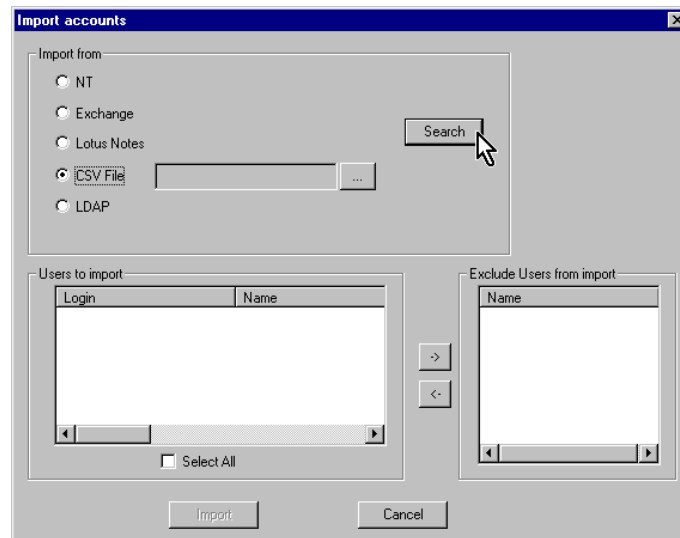 Import accounts
Import from
NT
Exchange
Search
Lotus Notes
CSV File
...
LDAP
Users to import
Exclude Users from import
Login Name
Name
->
<-
Select All
Import Cancel